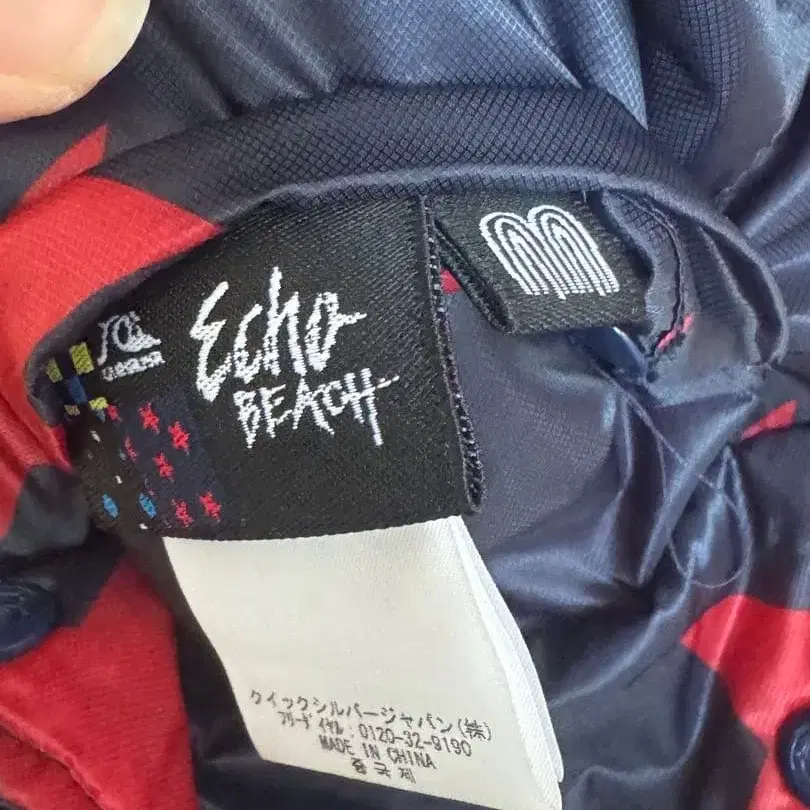 Echo
BEACH
M
クイックシルバージャパン(株)
フリーダイヤル:0120-32-9190
MADE IN CHINA
중국제